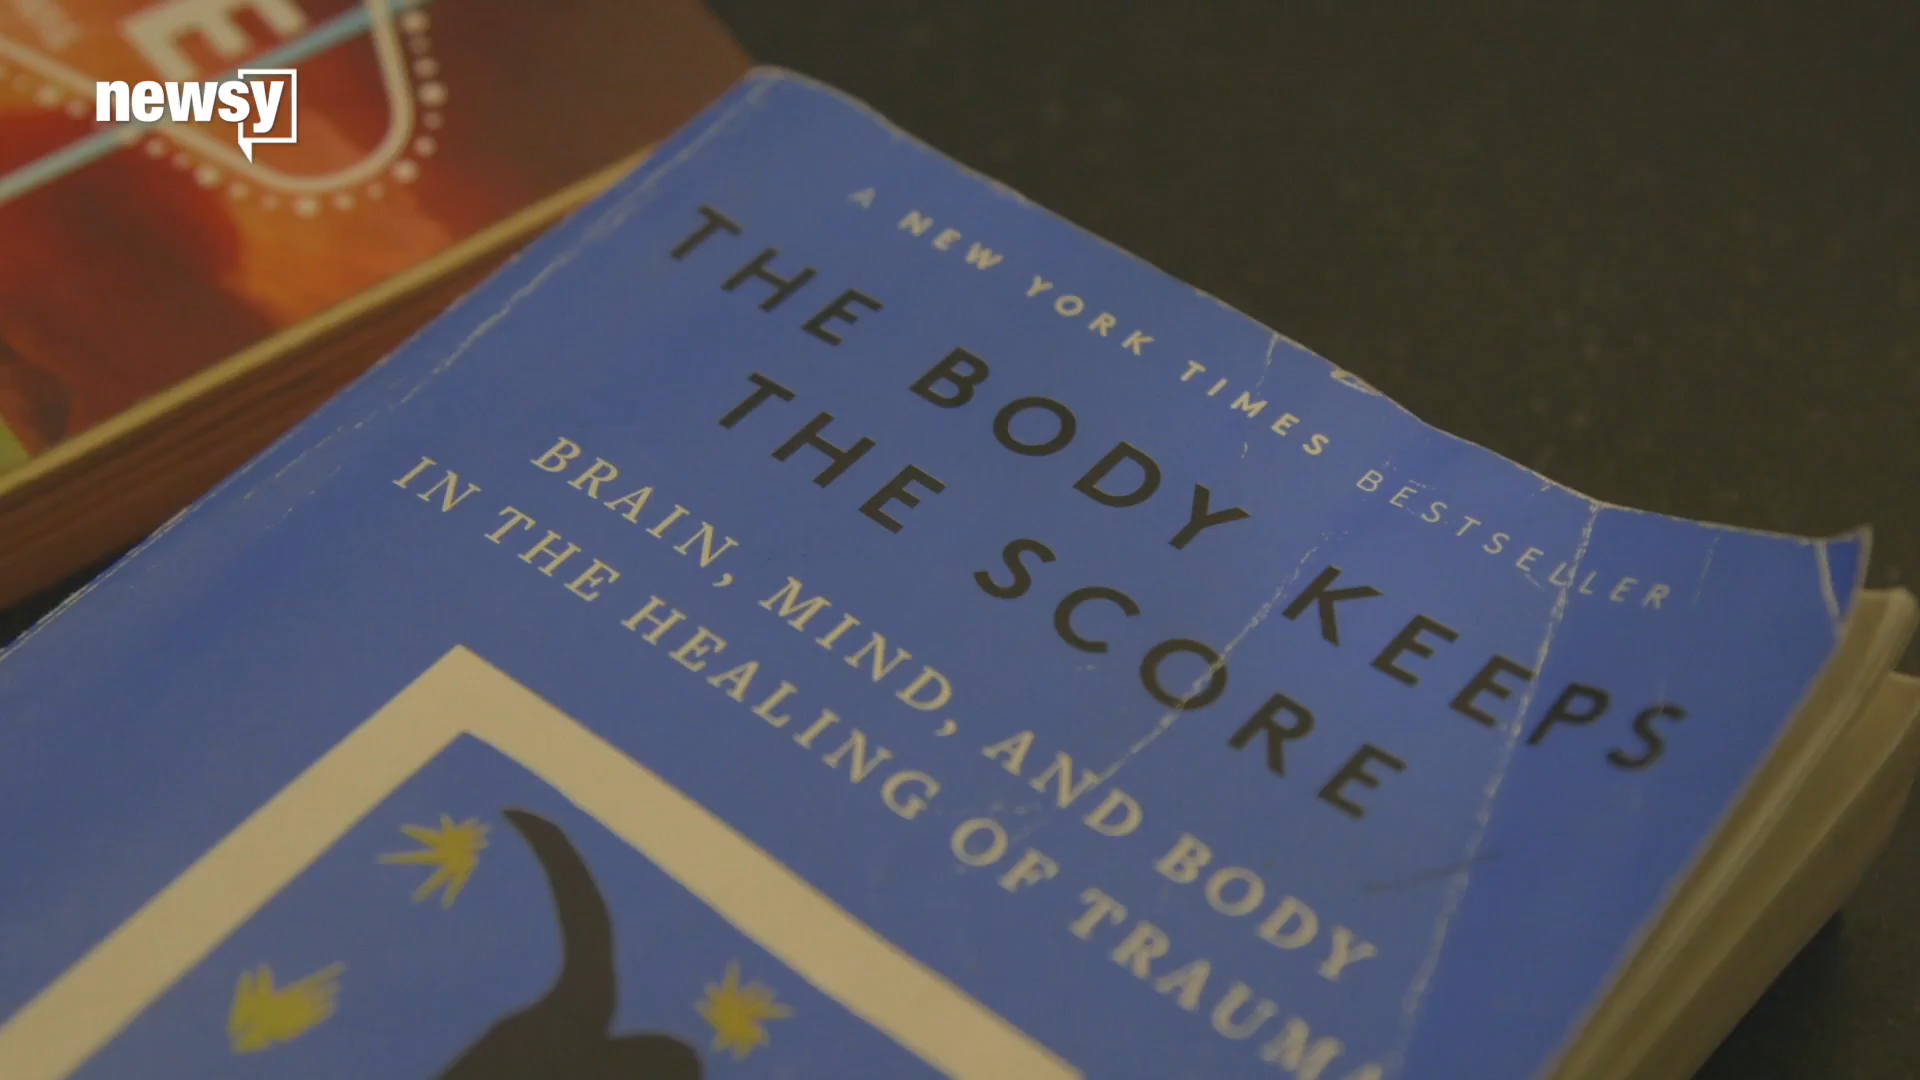 newsy
A NEW YORK TIMES BESTSELLER
THE BODY KEEPS
THE SCORE
BRAIN, MIND, AND BODY
IN THE HEALING OF TRAUMA